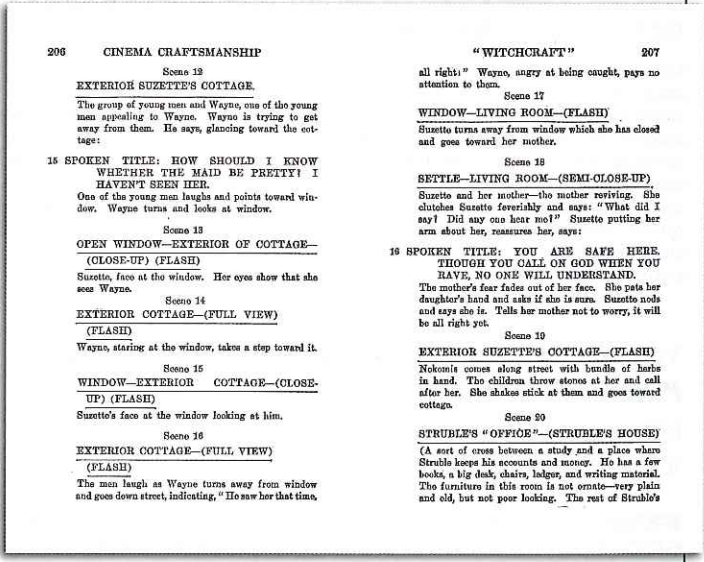 206 CINEMA CRAFTSMANSHIP
Scene 12
EXTERIOR SUZETTE'S COTTAGE.
The group of young men and Wayne, one of the young
men appealing to Wayne. Wayne is trying to get
away from them. He says, glancing toward the cot-
tage:
15 SPOKEN TITLE: HOW SHOULD I KNOW
WHETHER THE MAID BE PRETTY? I
HAVEN'T SEEN HER.
One of the young men laughs and points toward win-
dow. Wayne turns and looks at window.
Scene 13
OPEN WINDOW—EXTERIOR OF COTTAGE—
(CLOSE-UP) (FLASH)
Suzette, face at the window. Her eyes show that she
sees Wayne.
Scene 14
EXTERIOR COTTAGE—(FULL VIEW)
(FLASH)
Wayne, staring at the window, takes a step toward it.
Scene 15
WINDOW—EXTERIOR COTTAGE—(CLOSE-
UP) (FLASH)
Suzette's face at the window looking at him.
Scene 16
EXTERIOR COTTAGE—(FULL VIEW)
(FLASH)
The men laugh as Wayne turns away from window
and goes down street, indicating, "He saw her that time,
"WITCHCRAFT" 207
all right!" Wayne, angry at being caught, pays no
attention to them.
Scene 17
WINDOW—LIVING ROOM—(FLASH)
Suzette turns away from window which she has closed
and goes toward her mother.
Scene 18
SETTLE—LIVING ROOM—(SEMI-CLOSE-UP)
Suzette and her mother—the mother reviving. She
clutches Suzette feverishly and says: "What did I
say? Did any one hear me?" Suzette putting her
arm about her, reassures her, says:
16 SPOKEN TITLE: YOU ARE SAFE HERE.
THOUGH YOU CALL ON GOD WHEN YOU
RAVE, NO ONE WILL UNDERSTAND.
The mother's fear fades out of her face. She pats her
daughter's hand and asks if she is sure. Suzette nods
and says she is. Tells her mother not to worry, it will
be all right yet.
Scene 19
EXTERIOR SUZETTE'S COTTAGE—(FLASH)
Nokomis comes along street with bundle of herbs
in hand. The children throw stones at her and call
after her. She shakes stick at them and goes toward
cottage.
Scene 20
STRUBLE'S "OFFICE"—(STRUBLE'S HOUSE)
(A sort of cross between a study and a place where
Struble keeps his accounts and money. He has a few
books, a big desk, chairs, ledger, and writing material.
The furniture in this room is not ornate—very plain
and old, but not poor looking. The rest of Struble's